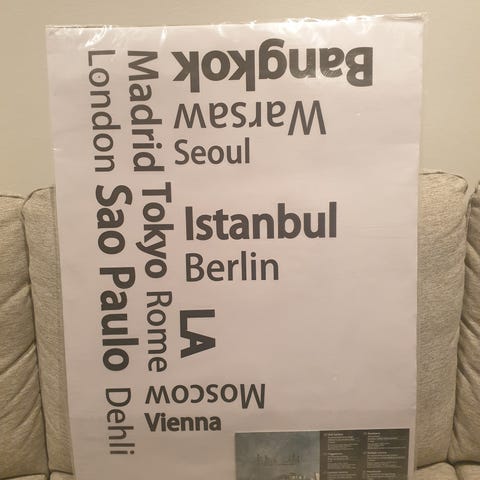 Bangkok
Warsaw
Seoul
Istanbul
Berlin
LA
Moscow
Vienna
Madrid Tokyo Rome
London Sao Paulo Dehli